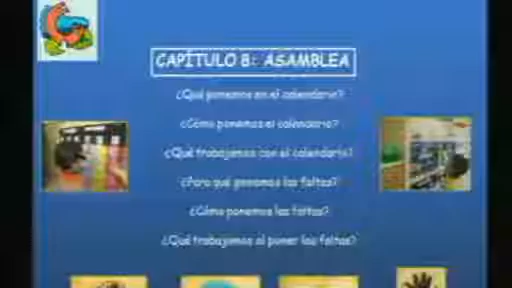 CAPÍTULO 8: ASAMBLEA
¿Qué ponemos en el calendario?
¿Cómo ponemos el calendario?
¿Qué trabajamos con el calendario?
¿Para qué ponemos las faltas?
¿Cómo ponemos las faltas?
¿Qué trabajamos al poner las faltas?